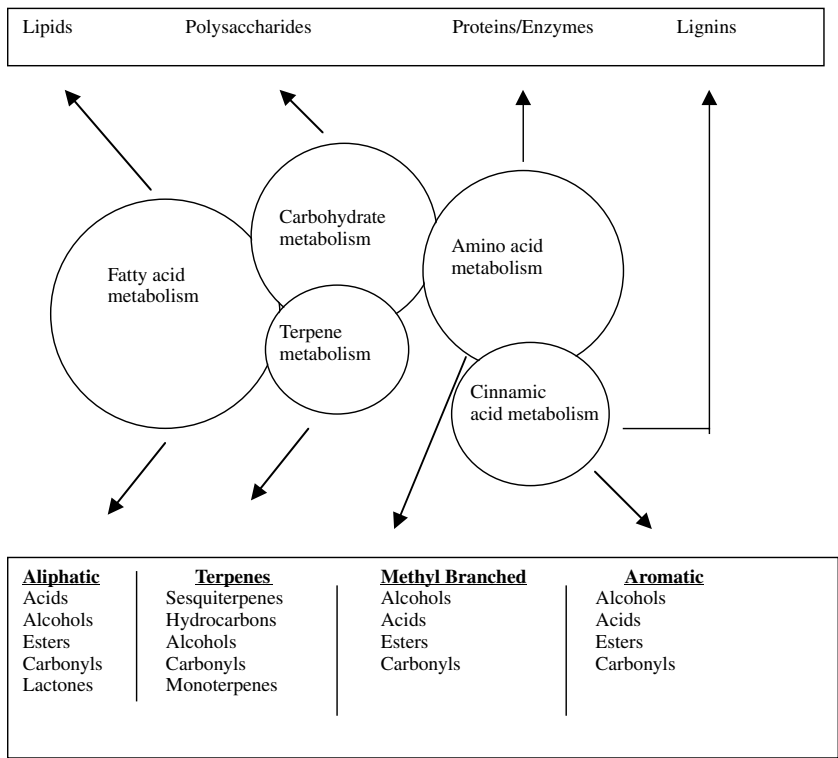 Lipids Polysaccharides Proteins/Enzymes Lignins
Carbohydrate
metabolism
Amino acid
metabolism
Fatty acid
metabolism
Terpene
metabolism
Cinnamic
acid metabolism
Aliphatic Terpenes Methyl Branched Aromatic
Acids Sesquiterpenes Alcohols Alcohols
Alcohols Hydrocarbons Acids Acids
Esters Alcohols Esters Esters
Carbonyls Carbonyls Carbonyls Carbonyls
Lactones Monoterpenes